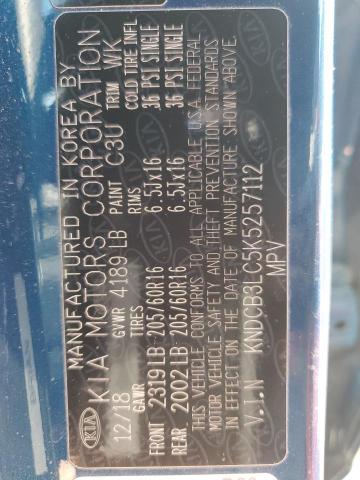 KIA
MANUFACTURED IN KOREA BY
KIA MOTORS CORPORATION
12/18 GVWR 4189 LB PAINT C3U TRIM WK
GAWR TIRES RIMS COLD TIRE INFL
FRONT 2319 LB 205/60R16 6.5JX16 36 PSI SINGLE
REAR 2002 LB 205/60R16 6.5JX16 36 PSI SINGLE
THIS VEHICLE CONFORMS TO ALL APPLICABLE U.S.A. FEDERAL
MOTOR VEHICLE SAFETY AND THEFT PREVENTION STANDARDS
IN EFFECT ON THE DATE OF MANUFACTURE SHOWN ABOVE.
V.I.N KNDCB3LC5K5257112
MPV